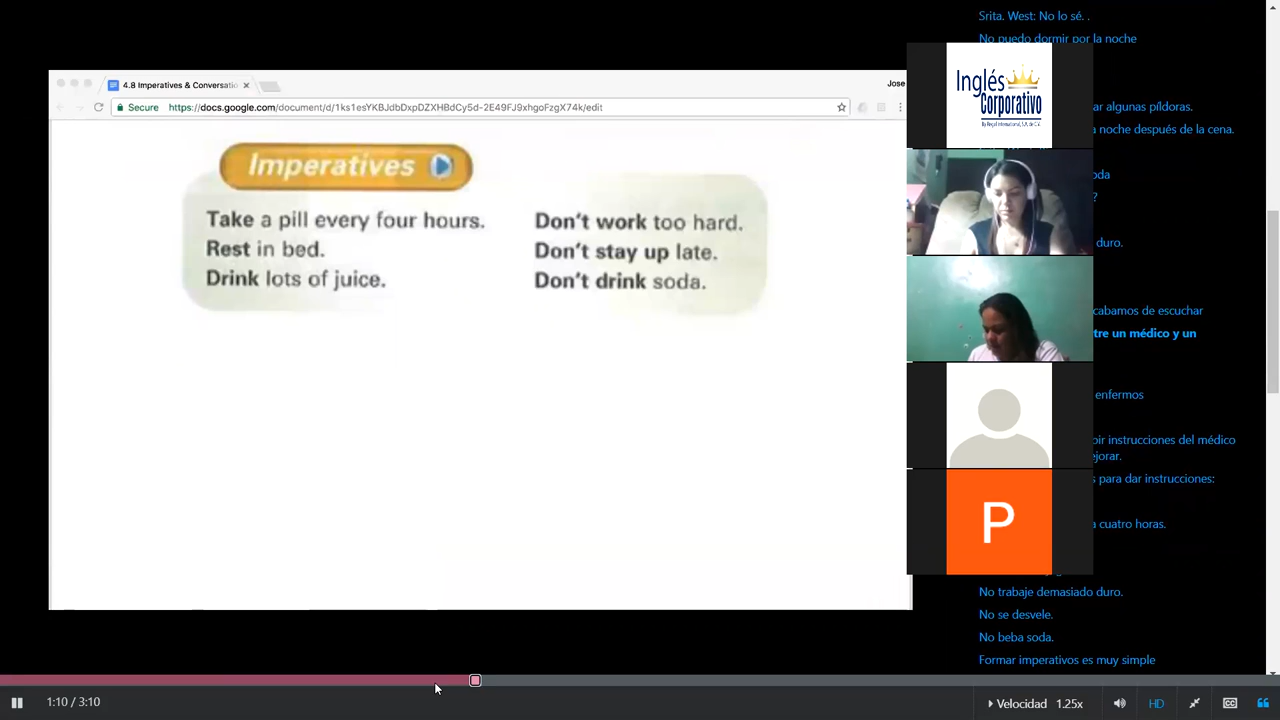 Srita. West: No lo sé. .
No puedo dormir por la noche
ar algunas píldoras.
a noche después de la cena.
oda
?
duro.
cabamos de escuchar
tre un médico y un
enfermos
bir instrucciones del médico
ejorar.
s para dar instrucciones:
a cuatro horas.
No trabaje demasiado duro.
No se desvele.
No beba soda.
Formar imperativos es muy simple
Inglés
Corporativo
P
4.8 Imperatives & Conversatio
Jose
Secure
https://docs.google.com/document/d/1ks1esYKBJdbDxpDZXHBdCy5d-2E49FJ9xhgoFzgX74k/edit
Imperatives
Take a pill every four hours.
Rest in bed.
Drink lots of juice.
Don't work too hard.
Don't stay up late.
Don't drink soda.
1:10 / 3:10
Velocidad 1.25x
HD
CC